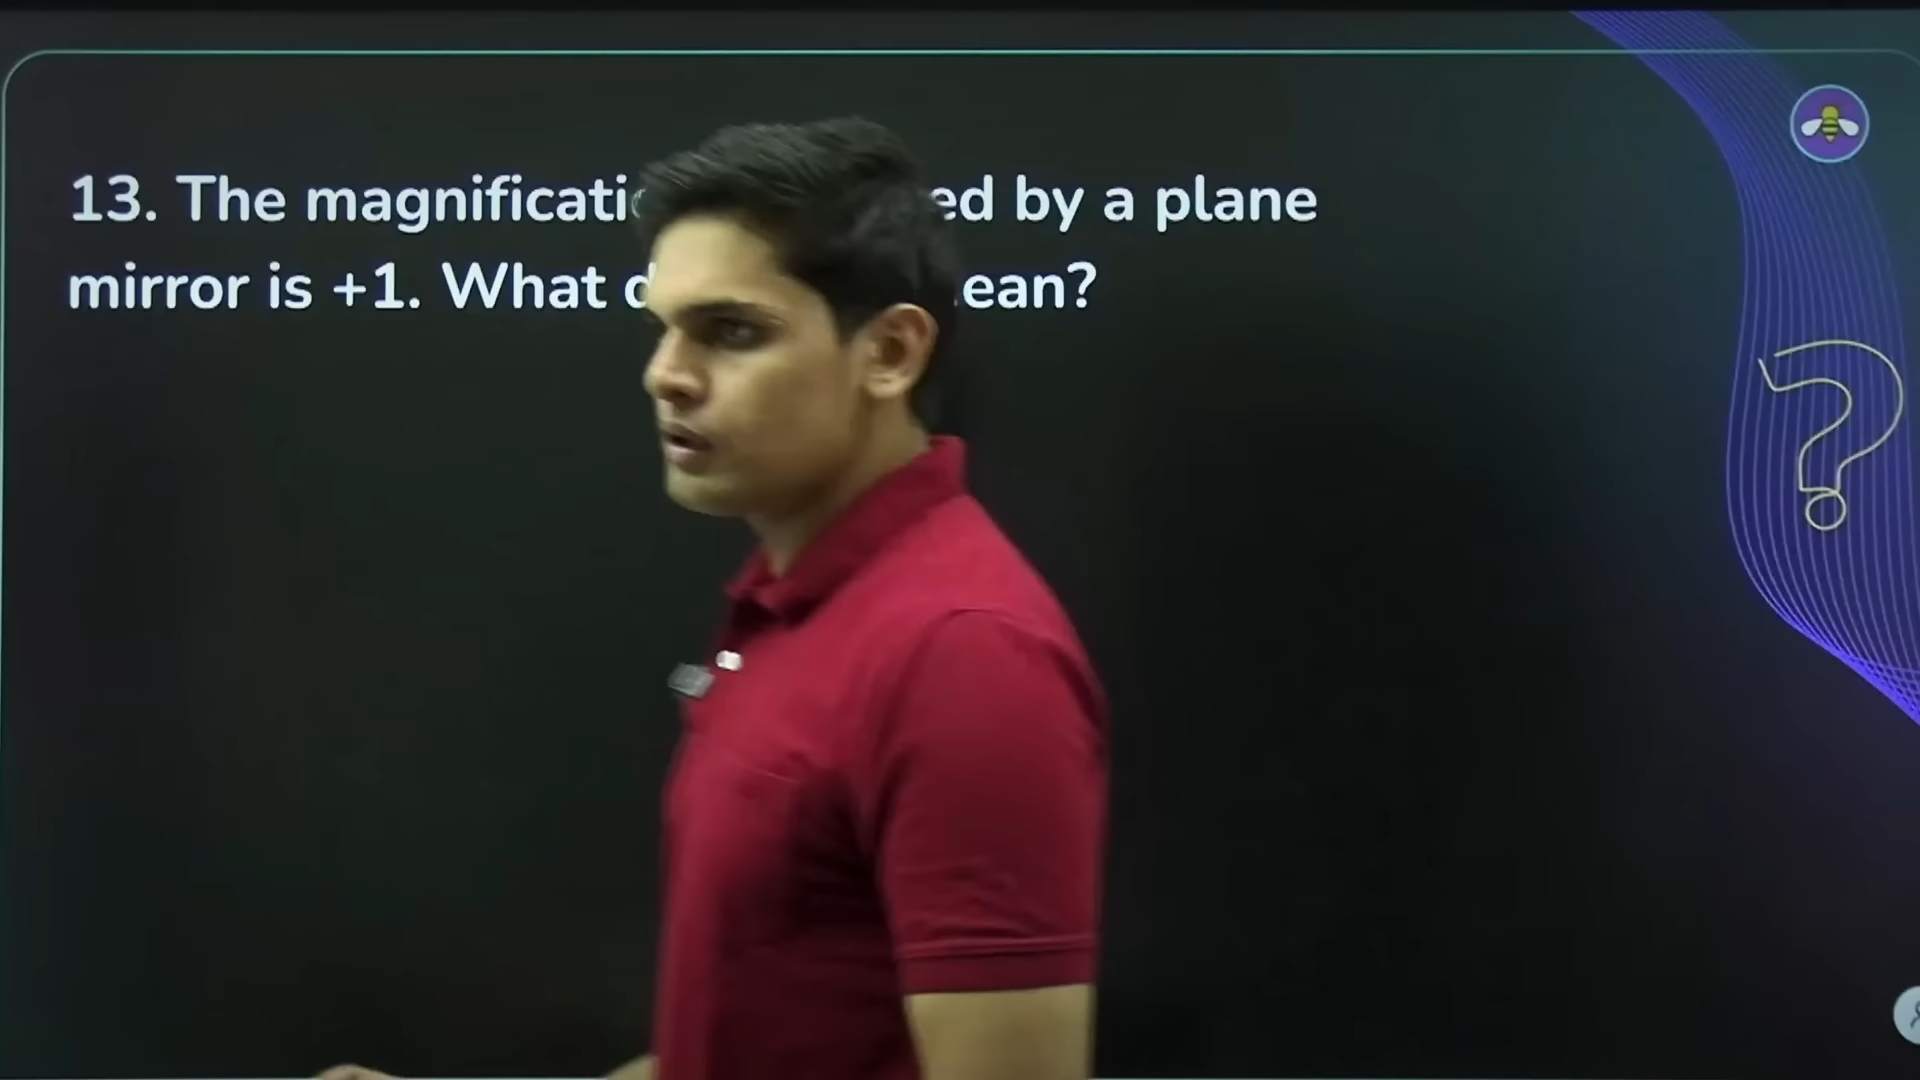 13. The magnificati ed by a plane
mirror is +1. What d ean?